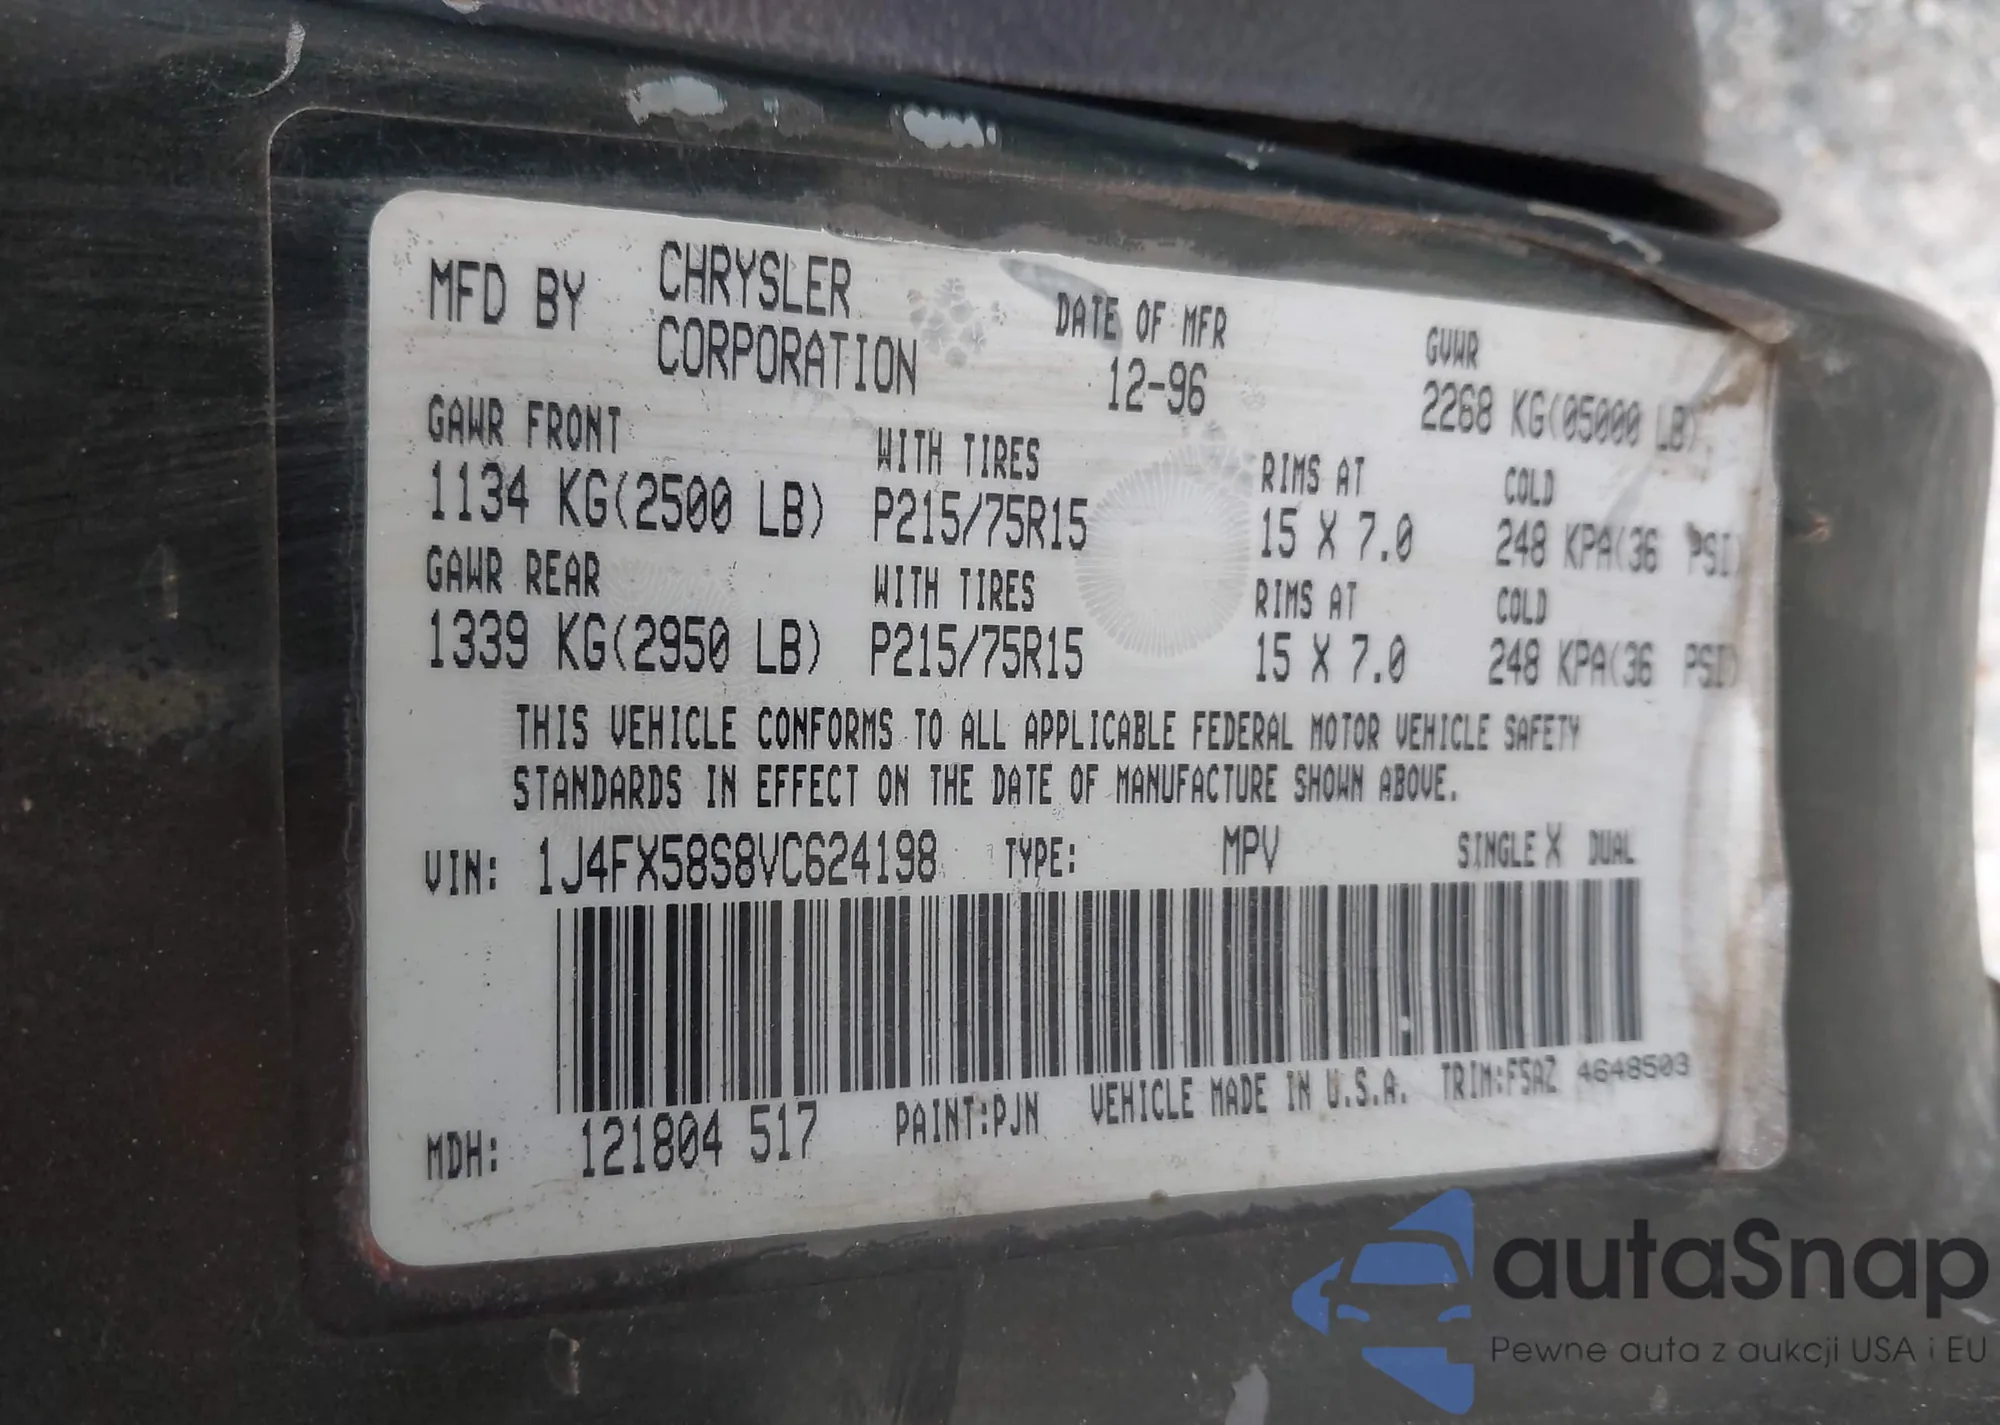 MFD BY CHRYSLER CORPORATION
DATE OF MFR 12-96
GVWR 2268 KG(05000 LB)
GAWR FRONT WITH TIRES RIMS AT COLD
1134 KG(2500 LB) P215/75R15 15 X 7.0 248 KPA(36 PSI)
GAWR REAR WITH TIRES RIMS AT COLD
1339 KG(2950 LB) P215/75R15 15 X 7.0 248 KPA(36 PSI)
THIS VEHICLE CONFORMS TO ALL APPLICABLE FEDERAL MOTOR VEHICLE SAFETY
STANDARDS IN EFFECT ON THE DATE OF MANUFACTURE SHOWN ABOVE.
VIN: 1J4FX58S8VC624198 TYPE: MPV SINGLE X DUAL
MDH: 121804 517 PAINT:PJN VEHICLE MADE IN U.S.A. TRIM:F5AZ 4648503
autaSnap
Pewne auta z aukcji USA i EU